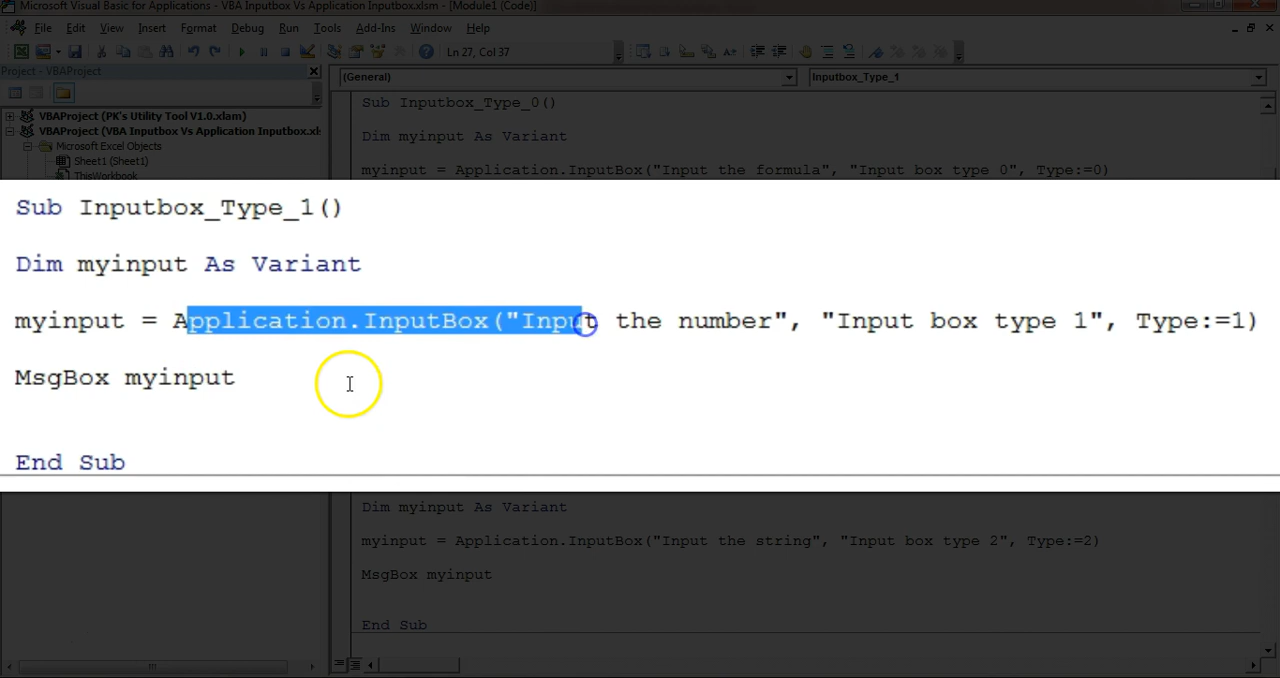 Microsoft Visual Basic for Applications - VBA Inputbox Vs Application Inputbox.xlsm - [Module1 (Code)]
File Edit View Insert Format Debug Run Tools Add-Ins Window Help
Ln 27, Col 37
Project - VBAProject
(General) Inputbox_Type_1
VBAProject (PK's Utility Tool V1.0.xlam)
VBAProject (VBA Inputbox Vs Application Inputbox.xl
Microsoft Excel Objects
Sheet1 (Sheet1)
ThisWorkbook
Sub Inputbox_Type_0()
Dim myinput As Variant
myinput = Application.InputBox("Input the formula", "Input box type 0", Type:=0)
Sub Inputbox_Type_1()
Dim myinput As Variant
myinput = Application.InputBox("Input the number", "Input box type 1", Type:=1)
MsgBox myinput
End Sub
Dim myinput As Variant
myinput = Application.InputBox("Input the string", "Input box type 2", Type:=2)
MsgBox myinput
End Sub